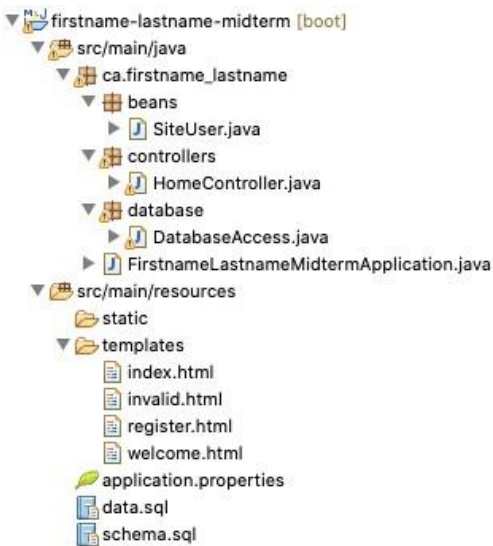 firstname-lastname-midterm [boot]
src/main/java
ca.firstname_lastname
beans
SiteUser.java
controllers
HomeController.java
database
DatabaseAccess.java
FirstnameLastnameMidtermApplication.java
src/main/resources
static
templates
index.html
invalid.html
register.html
welcome.html
application.properties
data.sql
schema.sql